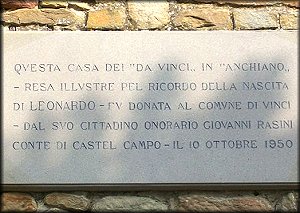 QVESTA CASA DEI "DA VINCI„ IN "ANCHIANO„
- RESA ILLVSTRE PEL RICORDO DELLA NASCITA
DI LEONARDO - FV DONATA AL COMVNE DI VINCI
- DAL SVO CITTADINO ONORARIO GIOVANNI RASINI
CONTE DI CASTEL CAMPO - IL 10 OTTOBRE 1950